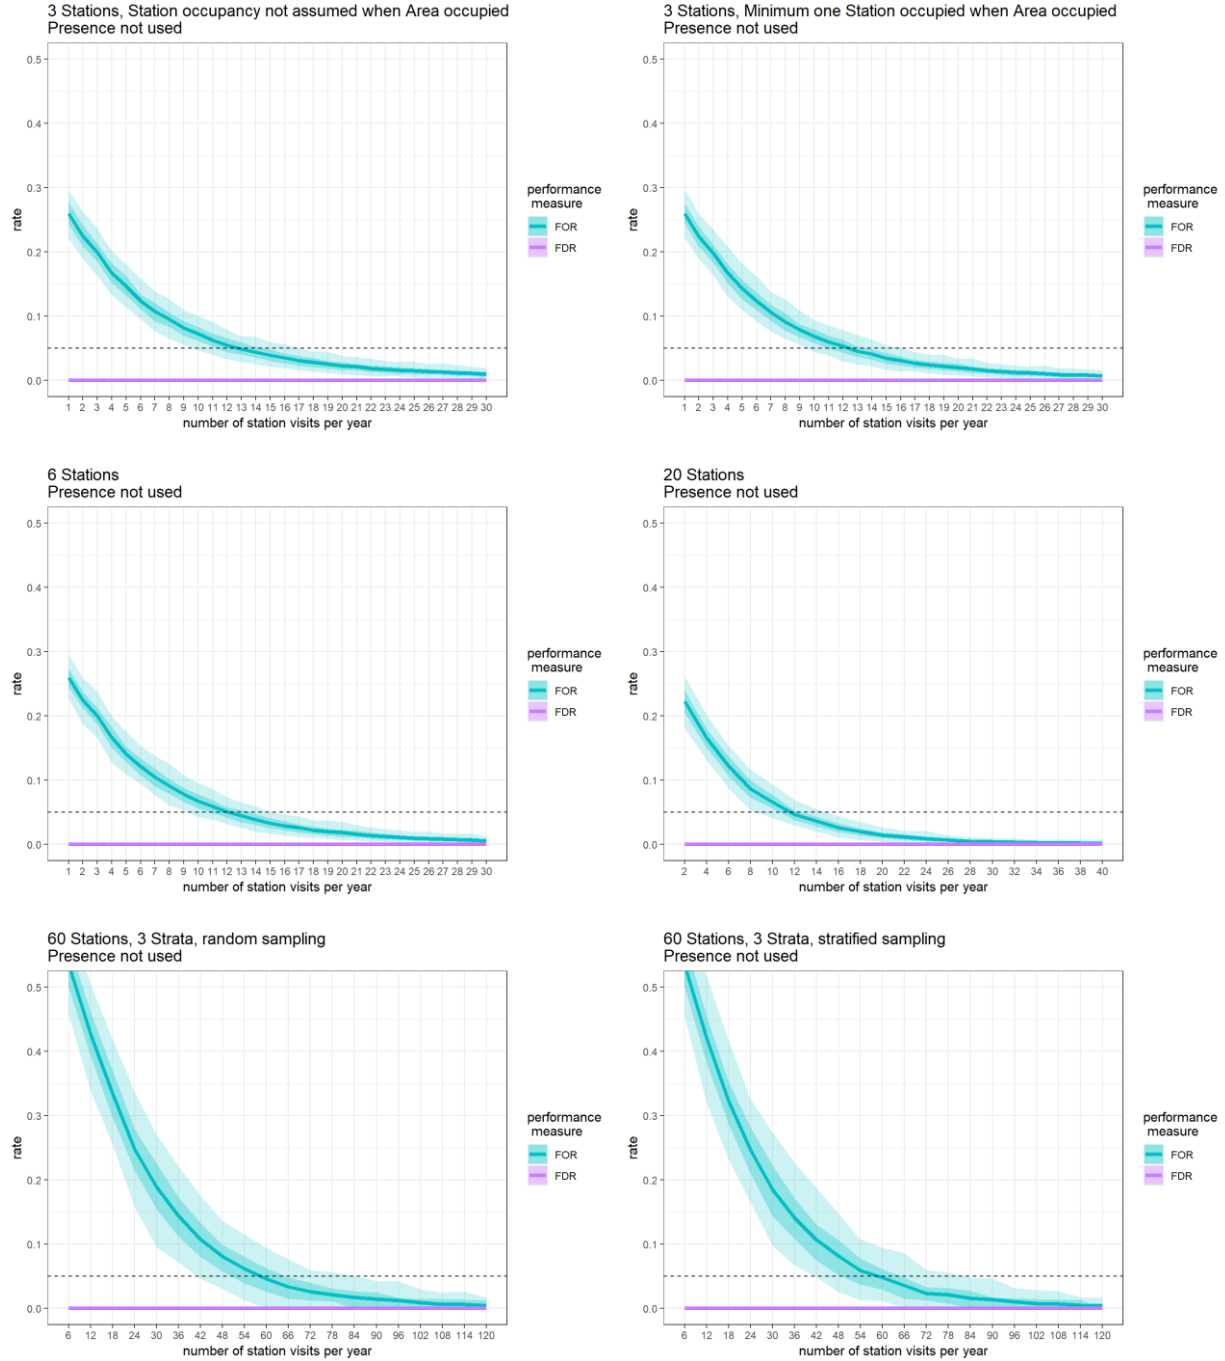 3 Stations, Station occupancy not assumed when Area occupied
Presence not used
0.5
0.4
0.3
0.2
0.1
0.0
rate
1 2 3 4 5 6 7 8 9 10 11 12 13 14 15 16 17 18 19 20 21 22 23 24 25 26 27 28 29 30
number of station visits per year
performance
measure
FOR
FDR
3 Stations, Minimum one Station occupied when Area occupied
Presence not used
0.5
0.4
0.3
0.2
0.1
0.0
rate
1 2 3 4 5 6 7 8 9 10 11 12 13 14 15 16 17 18 19 20 21 22 23 24 25 26 27 28 29 30
number of station visits per year
performance
measure
FOR
FDR
6 Stations
Presence not used
0.5
0.4
0.3
0.2
0.1
0.0
rate
1 2 3 4 5 6 7 8 9 10 11 12 13 14 15 16 17 18 19 20 21 22 23 24 25 26 27 28 29 30
number of station visits per year
performance
measure
FOR
FDR
20 Stations
Presence not used
0.5
0.4
0.3
0.2
0.1
0.0
rate
2 4 6 8 10 12 14 16 18 20 22 24 26 28 30 32 34 36 38 40
number of station visits per year
performance
measure
FOR
FDR
60 Stations, 3 Strata, random sampling
Presence not used
0.5
0.4
0.3
0.2
0.1
0.0
rate
6 12 18 24 30 36 42 48 54 60 66 72 78 84 90 96 102 108 114 120
number of station visits per year
performance
measure
FOR
FDR
60 Stations, 3 Strata, stratified sampling
Presence not used
0.5
0.4
0.3
0.2
0.1
0.0
rate
6 12 18 24 30 36 42 48 54 60 66 72 78 84 90 96 102 108 114 120
number of station visits per year
performance
measure
FOR
FDR